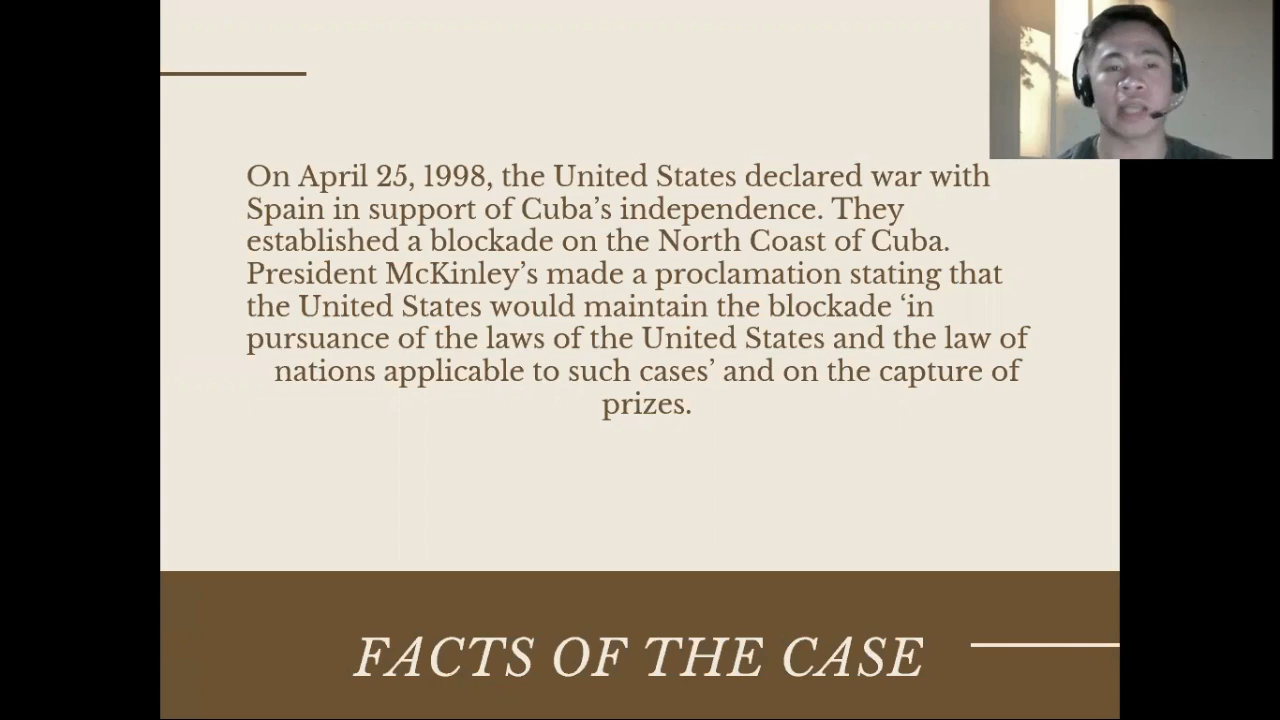 On April 25, 1998, the United States declared war with
Spain in support of Cuba’s independence. They
established a blockade on the North Coast of Cuba.
President McKinley’s made a proclamation stating that
the United States would maintain the blockade ‘in
pursuance of the laws of the United States and the law of
nations applicable to such cases’ and on the capture of
prizes.
FACTS OF THE CASE